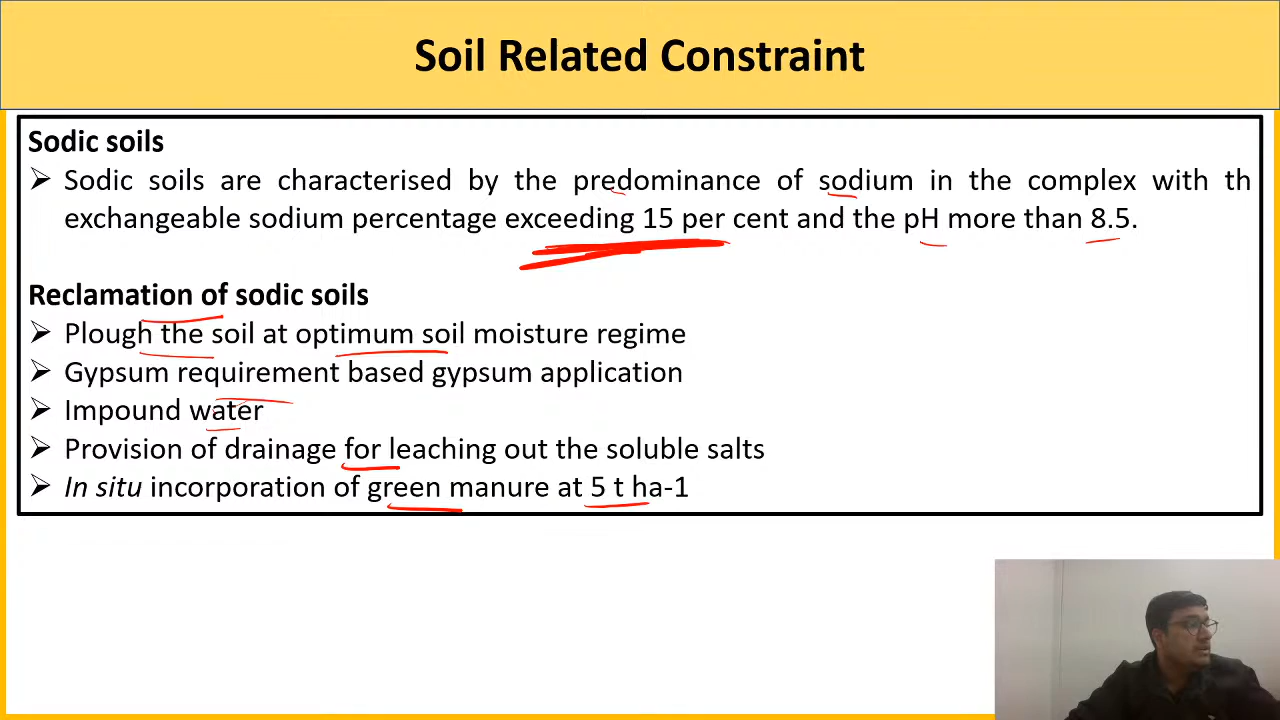 Soil Related Constraint
Sodic soils
➢ Sodic soils are characterised by the predominance of sodium in the complex with th
exchangeable sodium percentage exceeding 15 per cent and the pH more than 8.5.
Reclamation of sodic soils
➢ Plough the soil at optimum soil moisture regime
➢ Gypsum requirement based gypsum application
➢ Impound water
➢ Provision of drainage for leaching out the soluble salts
➢ In situ incorporation of green manure at 5 t ha-1